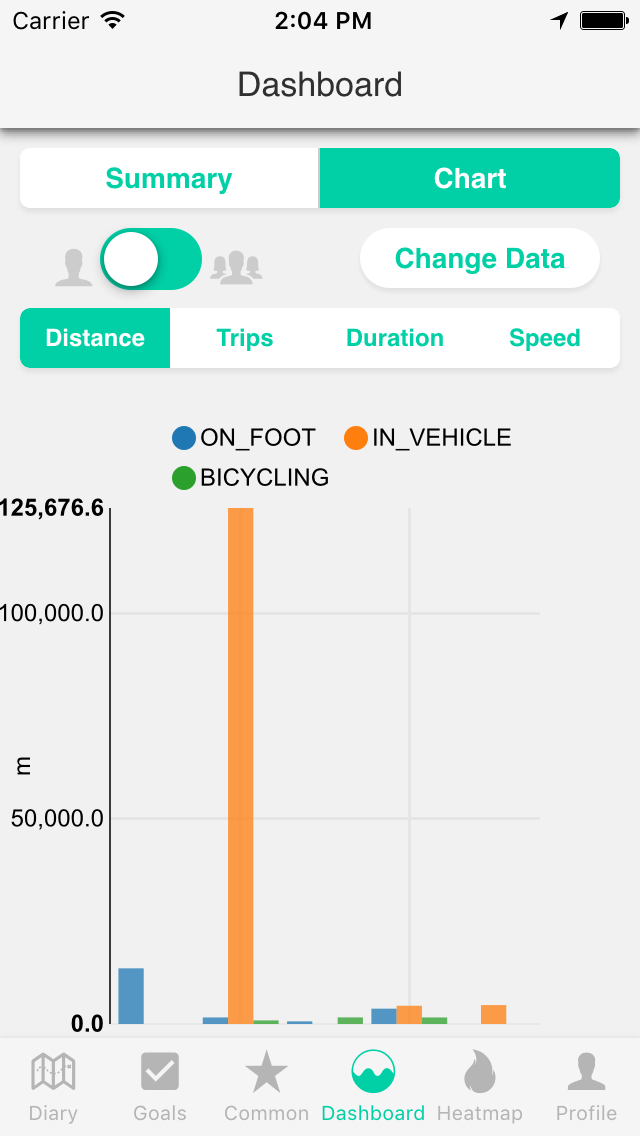 Carrier 2:04 PM
Dashboard
Summary Chart
Change Data
Distance Trips Duration Speed
ON_FOOT IN_VEHICLE
BICYCLING
125,676.6
100,000.0
m
50,000.0
0.0
Diary Goals Common Dashboard Heatmap Profile